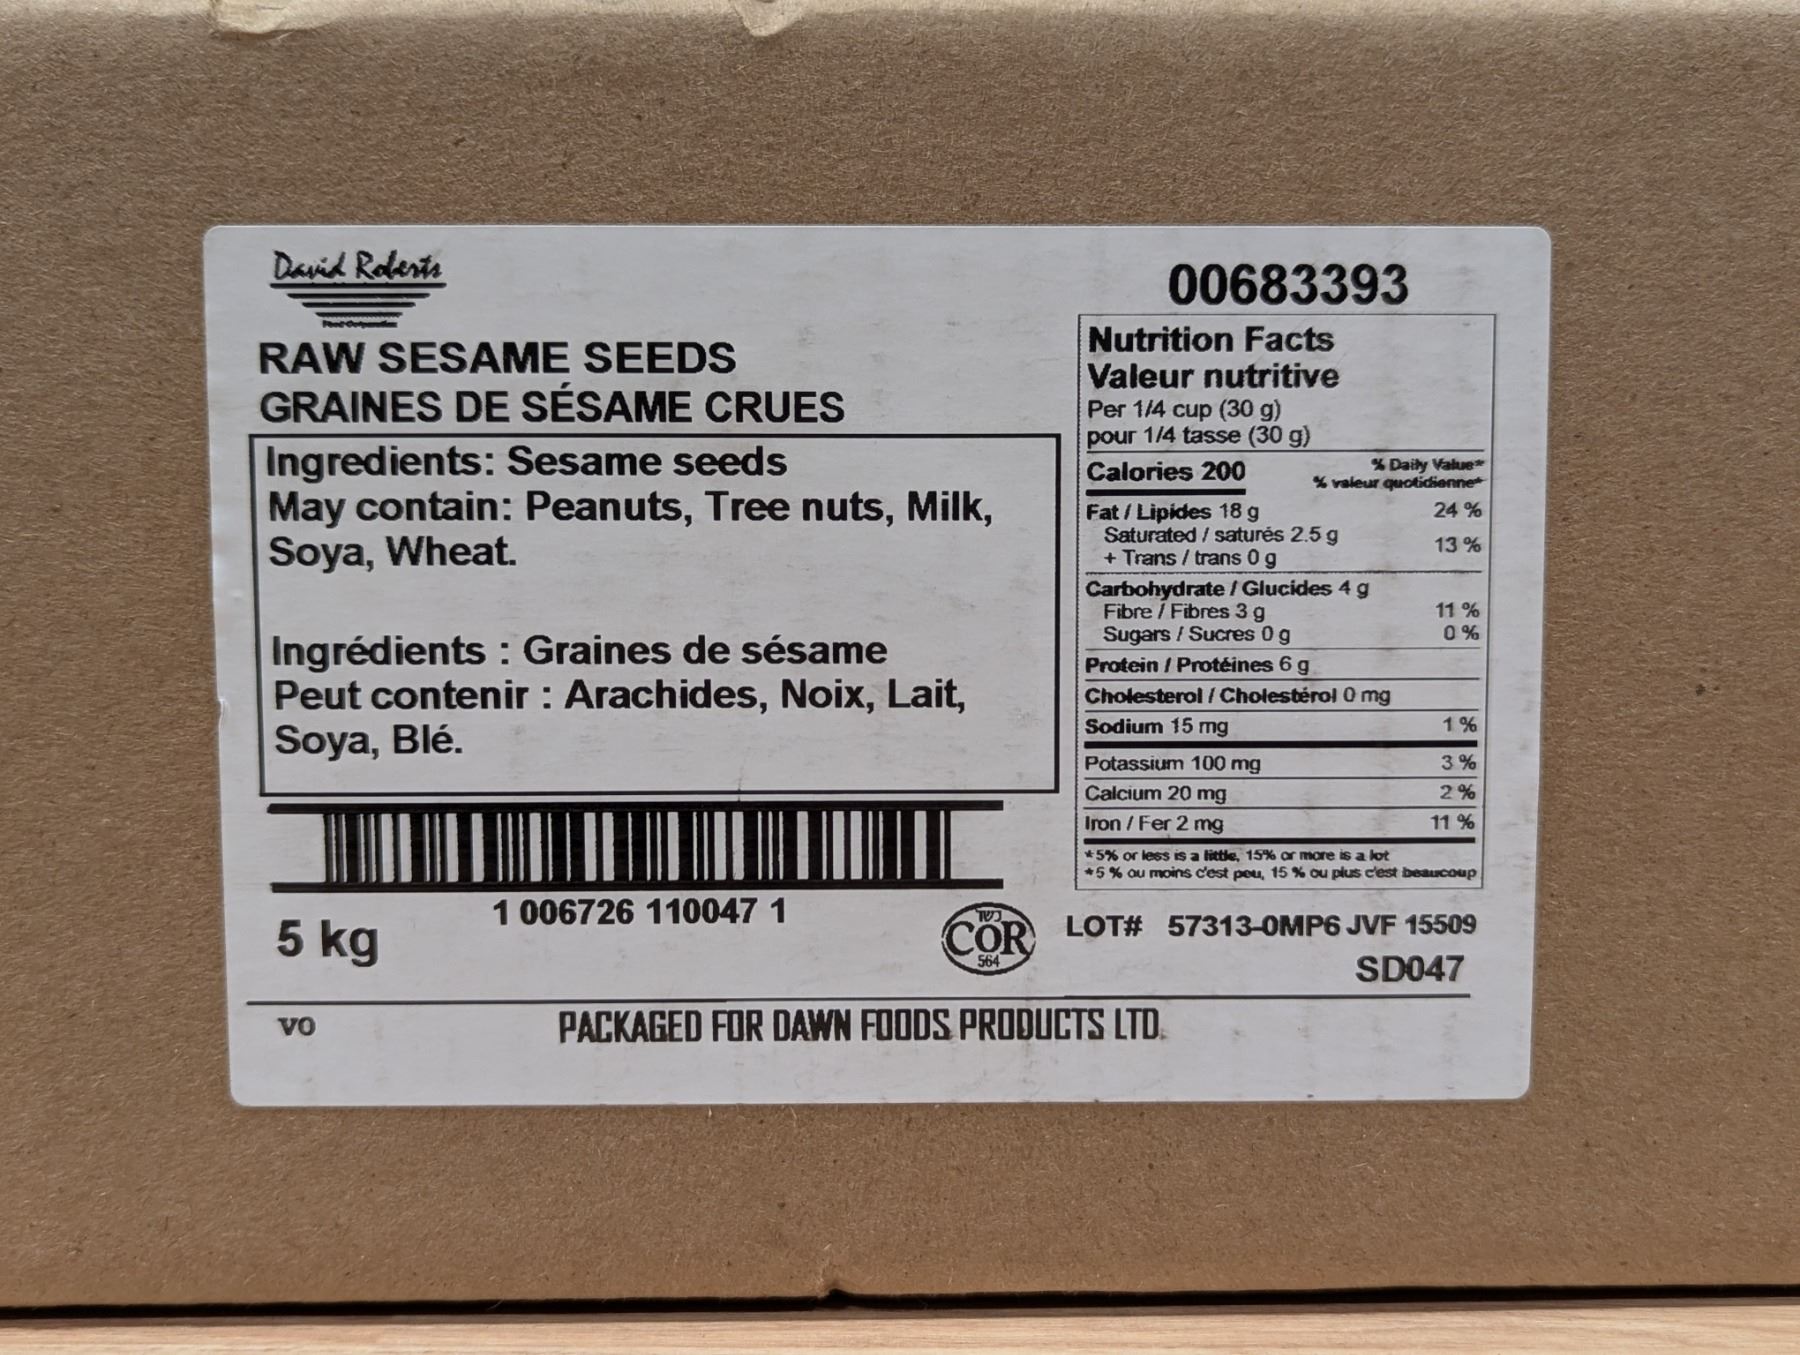 David Roberts
Food Corporation
RAW SESAME SEEDS
GRAINES DE SÉSAME CRUES
Ingredients: Sesame seeds
May contain: Peanuts, Tree nuts, Milk,
Soya, Wheat.
Ingrédients : Graines de sésame
Peut contenir : Arachides, Noix, Lait,
Soya, Blé.
1 006726 110047 1
5 kg
00683393
Nutrition Facts
Valeur nutritive
Per 1/4 cup (30 g)
pour 1/4 tasse (30 g)
Calories 200
% Daily Value*
% valeur quotidienne*
Fat / Lipides 18 g 24 %
Saturated / saturés 2.5 g
+ Trans / trans 0 g 13 %
Carbohydrate / Glucides 4 g
Fibre / Fibres 3 g 11 %
Sugars / Sucres 0 g 0 %
Protein / Protéines 6 g
Cholesterol / Cholestérol 0 mg
Sodium 15 mg 1 %
Potassium 100 mg 3 %
Calcium 20 mg 2 %
Iron / Fer 2 mg 11 %
*5% or less is a little, 15% or more is a lot
*5 % ou moins c'est peu, 15 % ou plus c'est beaucoup
כשר
COR
564
LOT# 57313-0MP6 JVF 15509
SD047
VO
PACKAGED FOR DAWN FOODS PRODUCTS LTD.